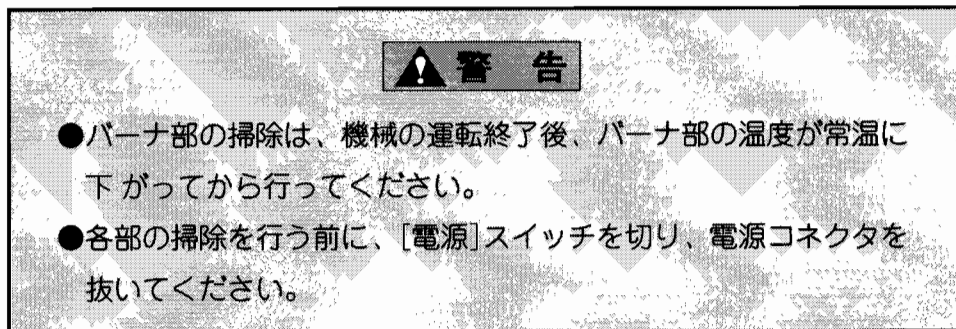 警 告
●バーナ部の掃除は、機械の運転終了後、バーナ部の温度が常温に
下がってから行ってください。
●各部の掃除を行う前に、[電源]スイッチを切り、電源コネクタを
抜いてください。